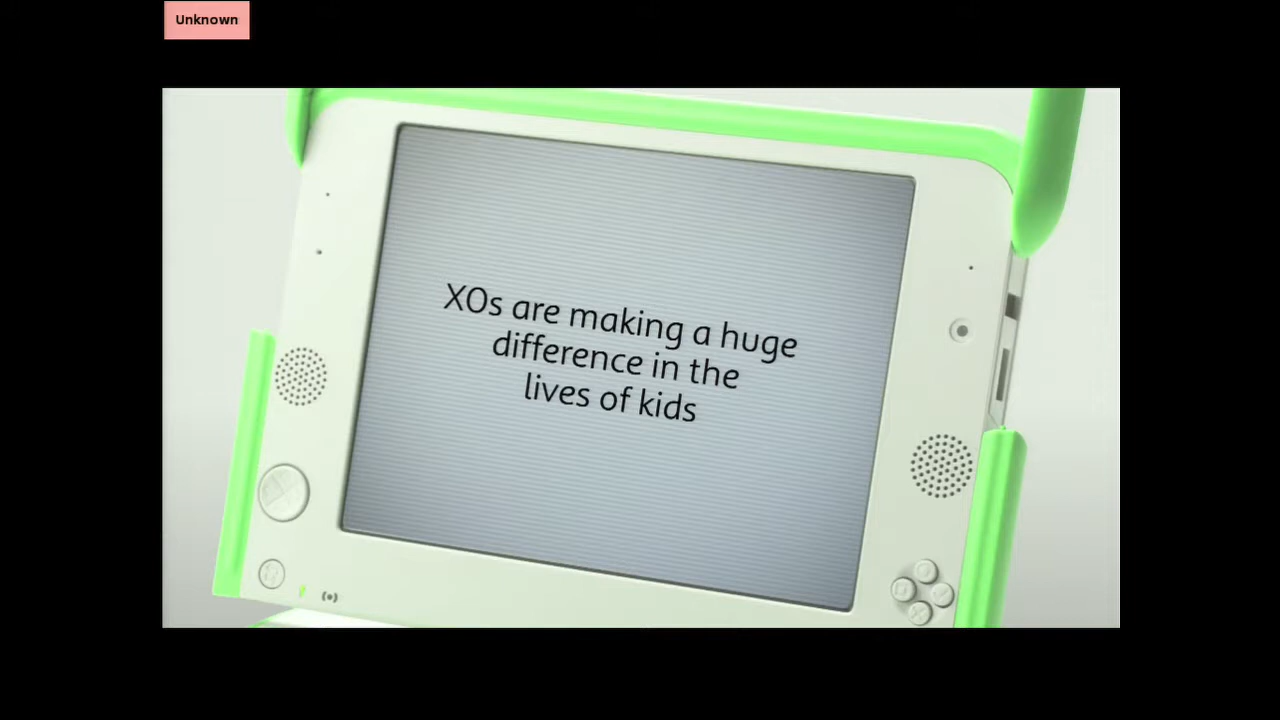 Unknown
XOs are making a huge
difference in the
lives of kids